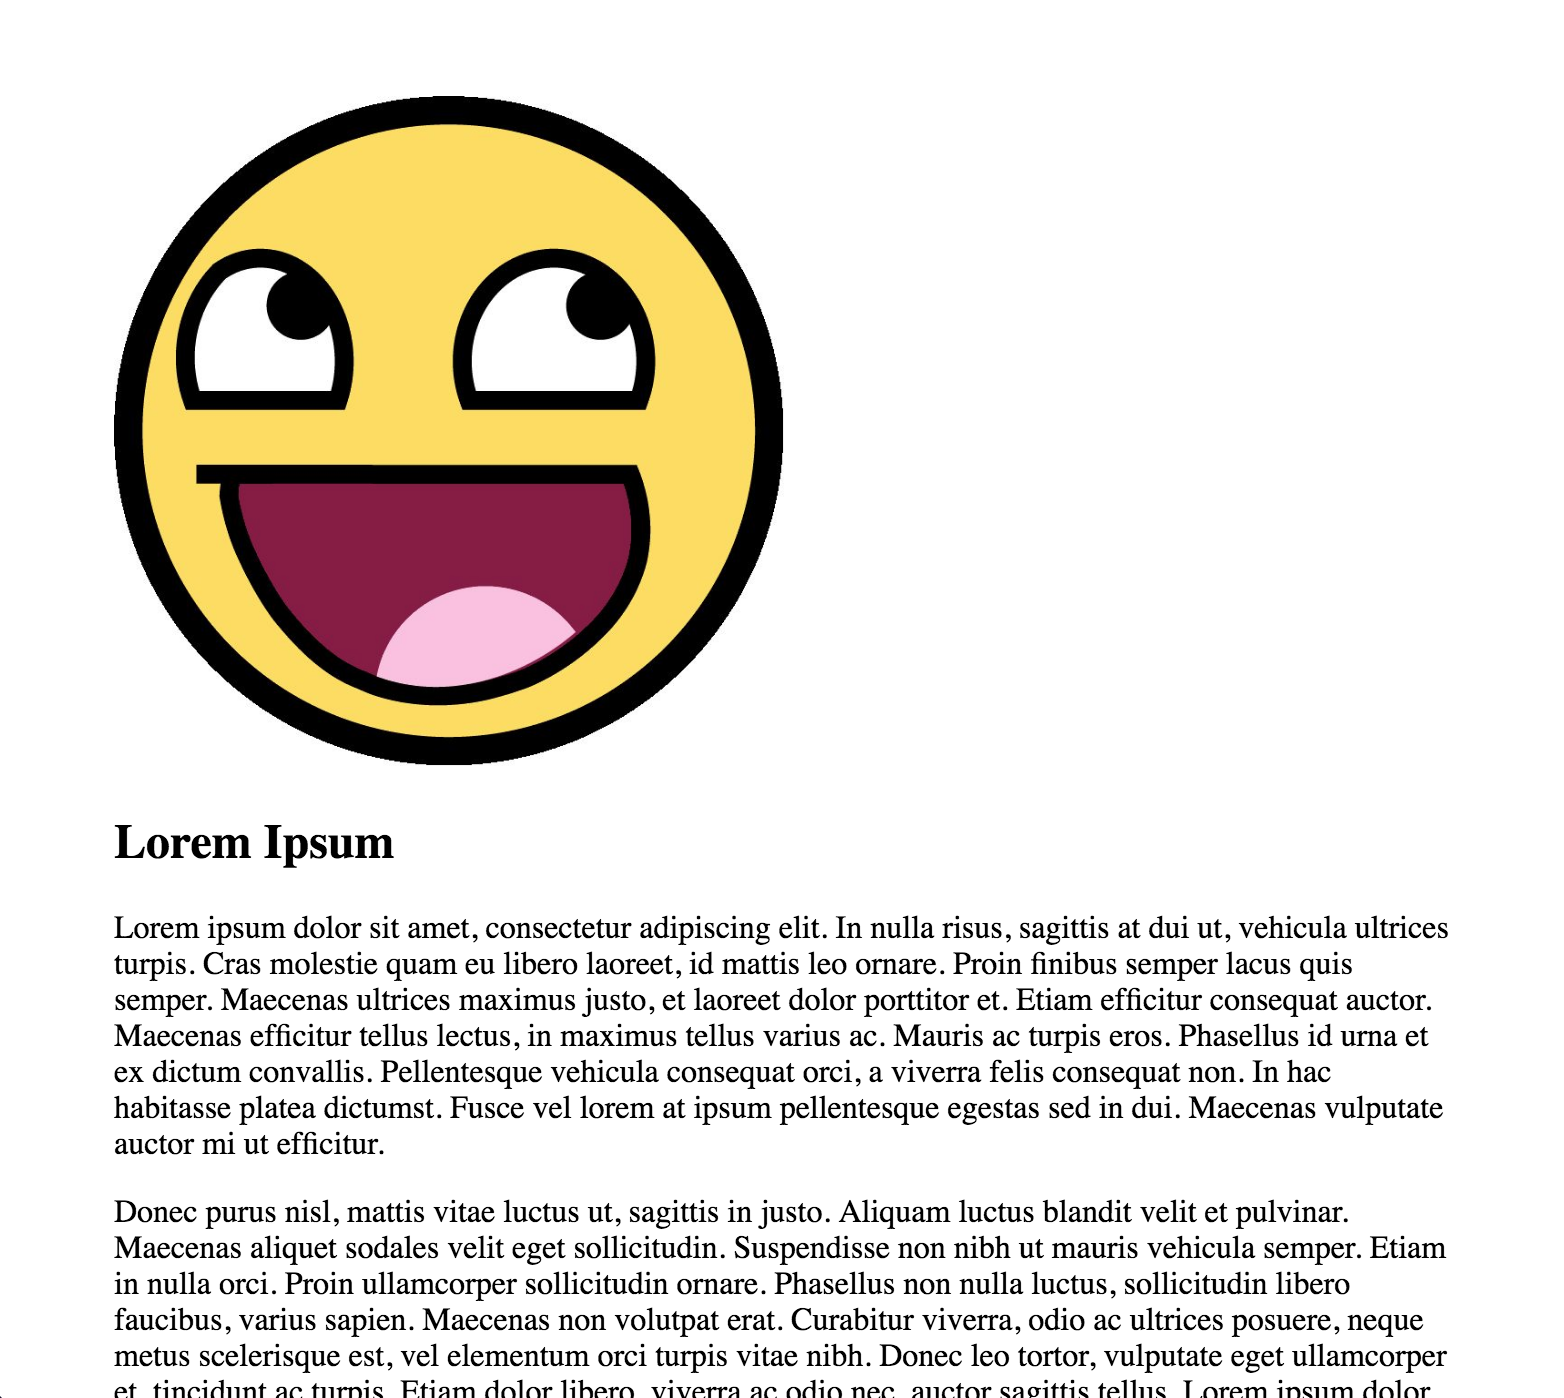 Lorem Ipsum
Lorem ipsum dolor sit amet, consectetur adipiscing elit. In nulla risus, sagittis at dui ut, vehicula ultrices
turpis. Cras molestie quam eu libero laoreet, id mattis leo ornare. Proin finibus semper lacus quis
semper. Maecenas ultrices maximus justo, et laoreet dolor porttitor et. Etiam efficitur consequat auctor.
Maecenas efficitur tellus lectus, in maximus tellus varius ac. Mauris ac turpis eros. Phasellus id urna et
ex dictum convallis. Pellentesque vehicula consequat orci, a viverra felis consequat non. In hac
habitasse platea dictumst. Fusce vel lorem at ipsum pellentesque egestas sed in dui. Maecenas vulputate
auctor mi ut efficitur.
Donec purus nisl, mattis vitae luctus ut, sagittis in justo. Aliquam luctus blandit velit et pulvinar.
Maecenas aliquet sodales velit eget sollicitudin. Suspendisse non nibh ut mauris vehicula semper. Etiam
in nulla orci. Proin ullamcorper sollicitudin ornare. Phasellus non nulla luctus, sollicitudin libero
faucibus, varius sapien. Maecenas non volutpat erat. Curabitur viverra, odio ac ultrices posuere, neque
metus scelerisque est, vel elementum orci turpis vitae nibh. Donec leo tortor, vulputate eget ullamcorper
et, tincidunt ac turpis. Etiam dolor libero, viverra ac odio nec, auctor sagittis tellus. Lorem ipsum dolor